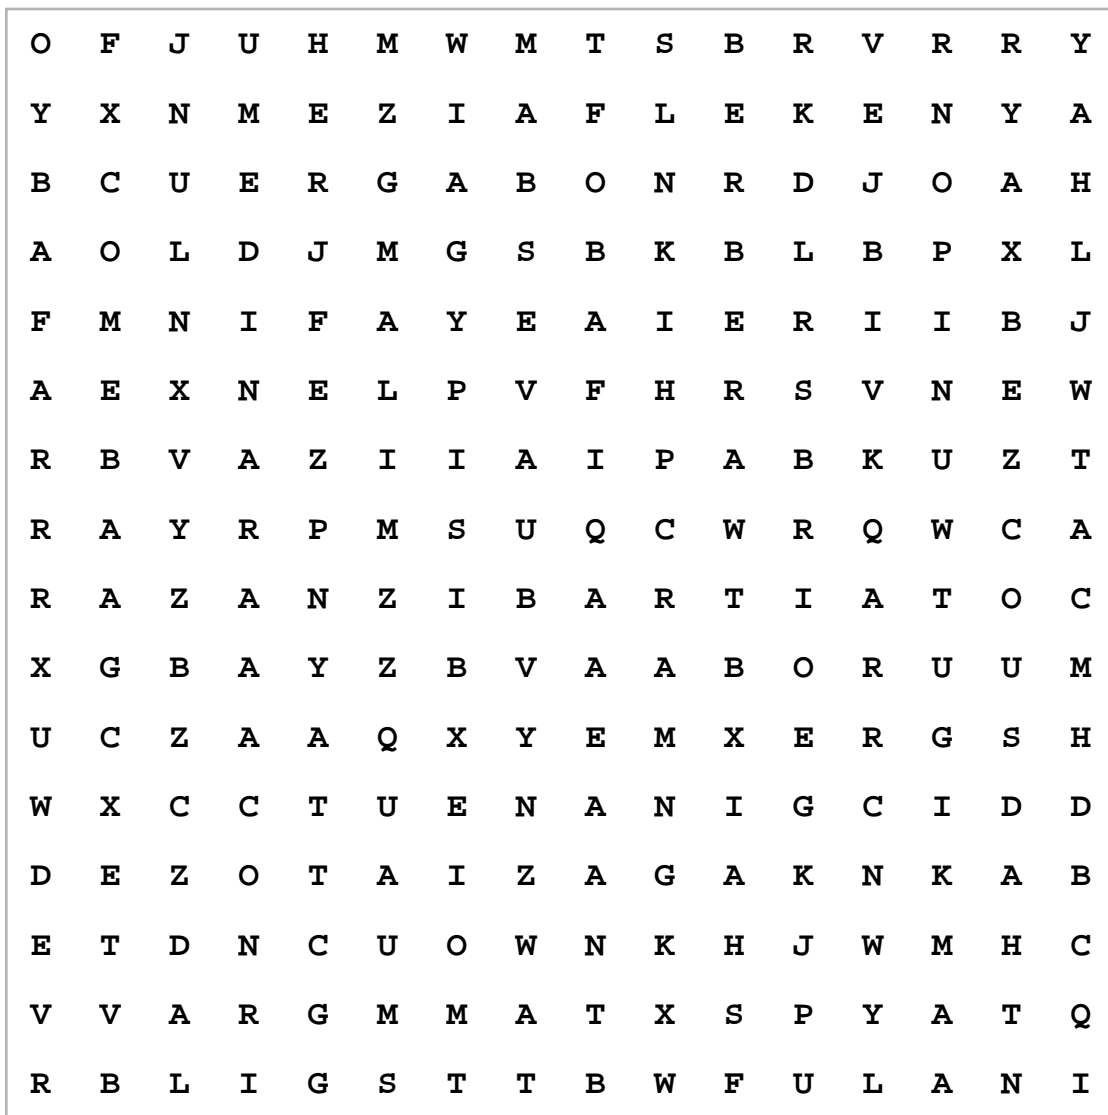 O F J U H M W M T S B R V R R Y
Y X N M E Z I A F L E K E N Y A
B C U E R G A B O N R D J O A H
A O L D J M G S B K B L B P X L
F M N I F A Y E A I E R I I B J
A E X N E L P V F H R S V N E W
R B V A Z I I A I P A B K U Z T
R A Y R P M S U Q C W R Q W C A
R A Z A N Z I B A R T I A T O C
X G B A Y Z B V A A B O R U U M
U C Z A A Q X Y E M X E R G S H
W X C C T U E N A N I G C I D D
D E Z O T A I Z A G A K N K A B
E T D N C U O W N K H J W M H C
V V A R G M M A T X S P Y A T Q
R B L I G S T T B W F U L A N I